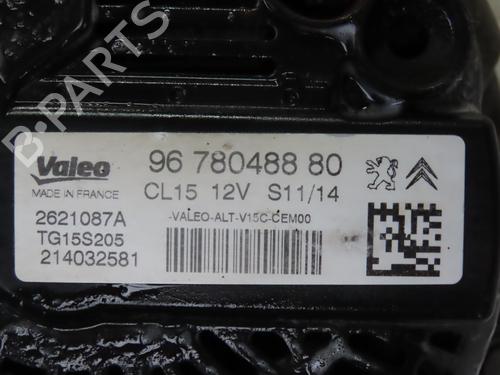 B-PARTS
Valeo
MADE IN FRANCE
96 780488 80
CL15 12V S11/14
2621087A
TG15S205
214032581
-VALEO-ALT-V15C-CEM00